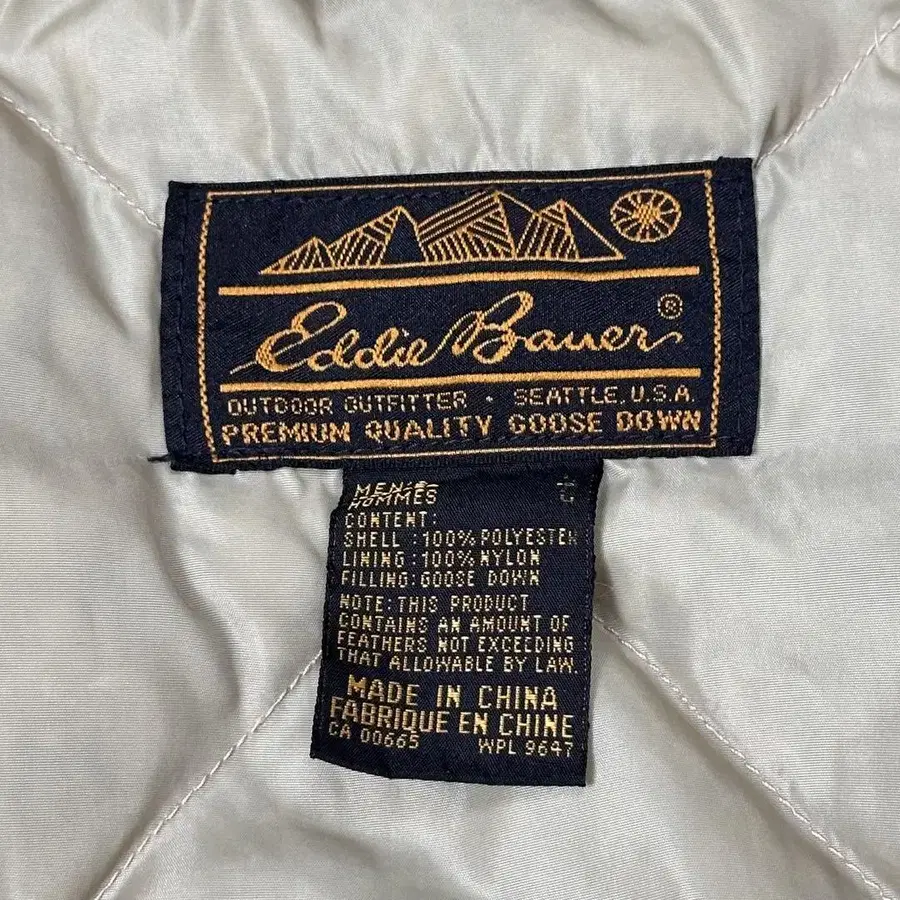 Eddie Bauer®
OUTDOOR OUTFITTER · SEATTLE, U.S.A.
PREMIUM QUALITY GOOSE DOWN
MEN'S
HOMMES
CONTENT:
SHELL : 100% POLYESTER
LINING : 100% NYLON
FILLING: GOOSE DOWN
NOTE: THIS PRODUCT
CONTAINS AN AMOUNT OF
FEATHERS NOT EXCEEDING
THAT ALLOWABLE BY LAW.
MADE IN CHINA
FABRIQUE EN CHINE
CA 00665 WPL 9647